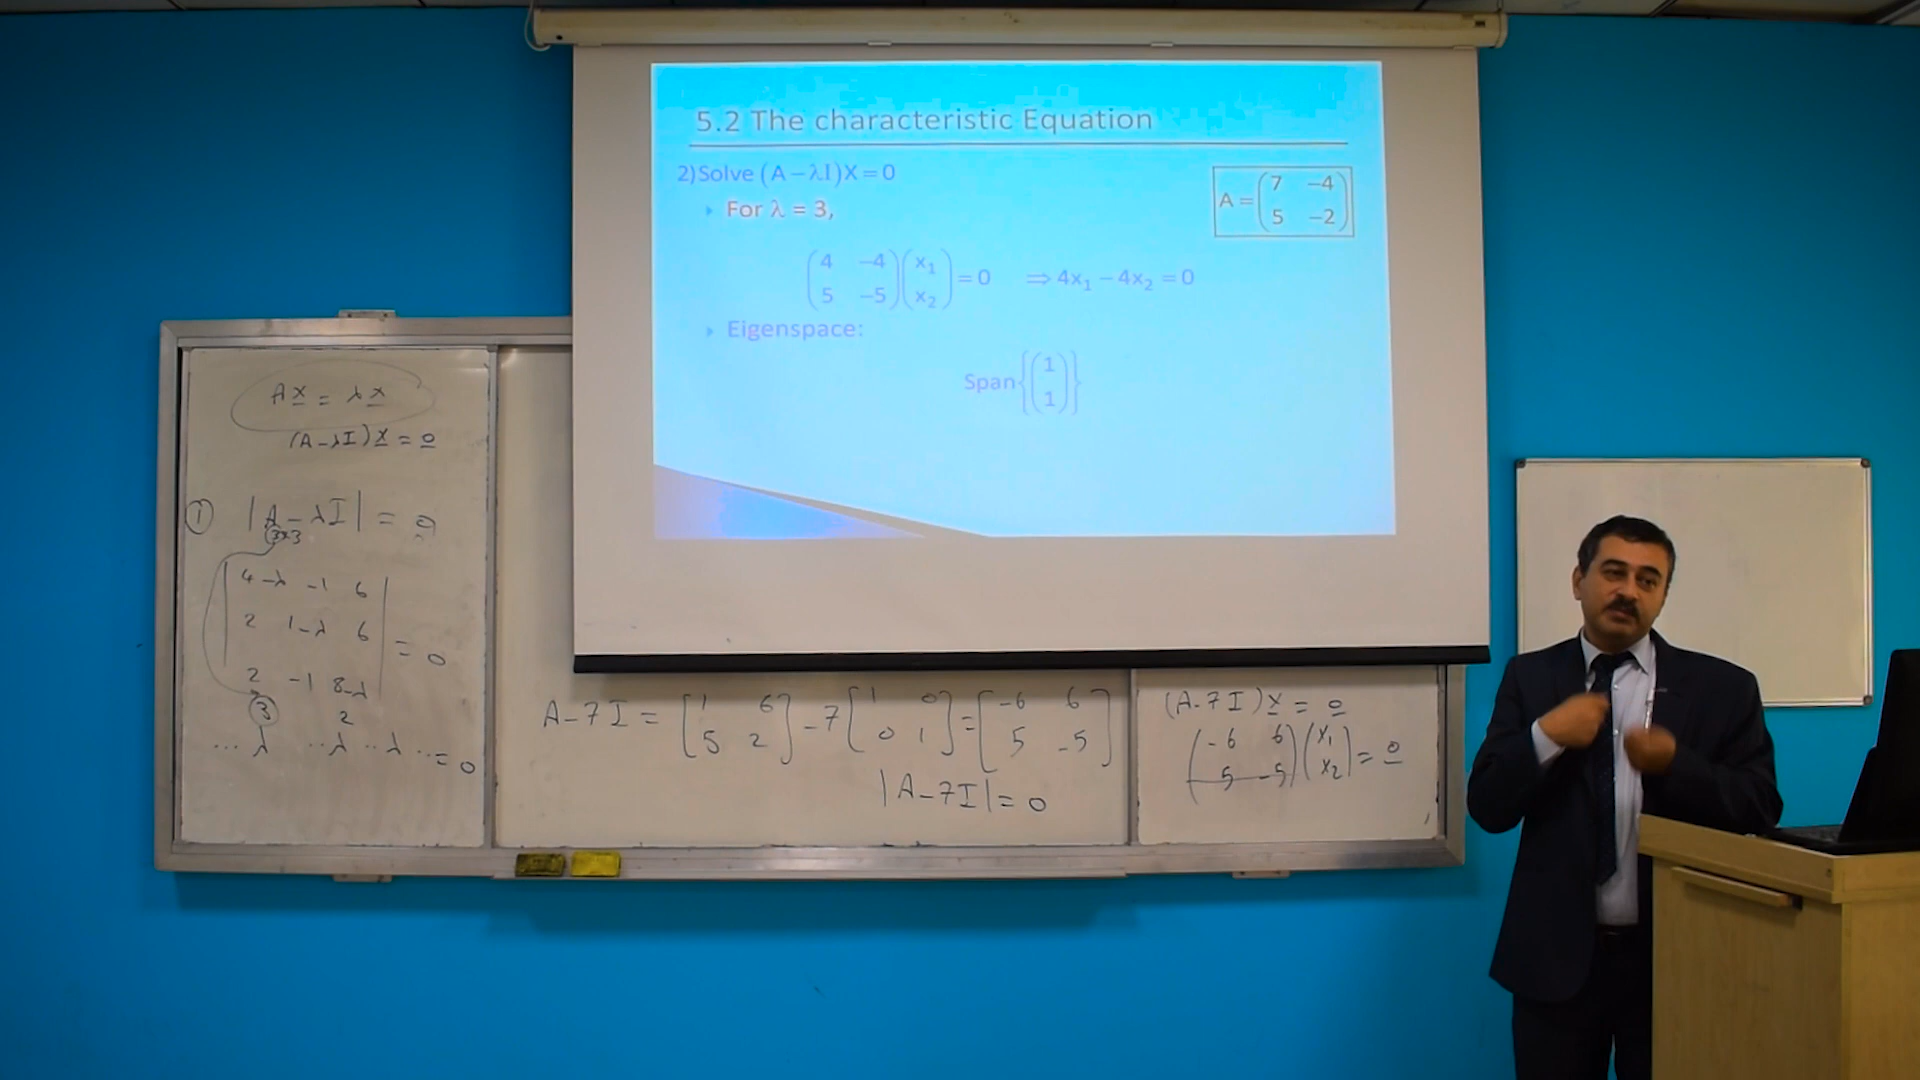 5.2 The characteristic Equation
2) Solve (A − λI)X = 0
A = (7 −4
5 −2)
For λ = 3,
(4 −4
5 −5) (x₁
x₂) = 0 ⇒ 4x₁ − 4x₂ = 0
Eigenspace:
Span{(1
1)}
Ax = λx
(A-λI)x = 0
① |A-λI| = 0
3x3
|4-λ -1 6|
2 1-λ 6
= 0
2 -1 8-λ
③ 2
... λ ..λ ..λ ..=0
A-7I = [1 6
5 2] -7 [1 0
0 1] = [-6 6
5 -5]
|A-7I| = 0
(A-7I)x = 0
(-6 6
5 -5) (x₁
x₂) = 0